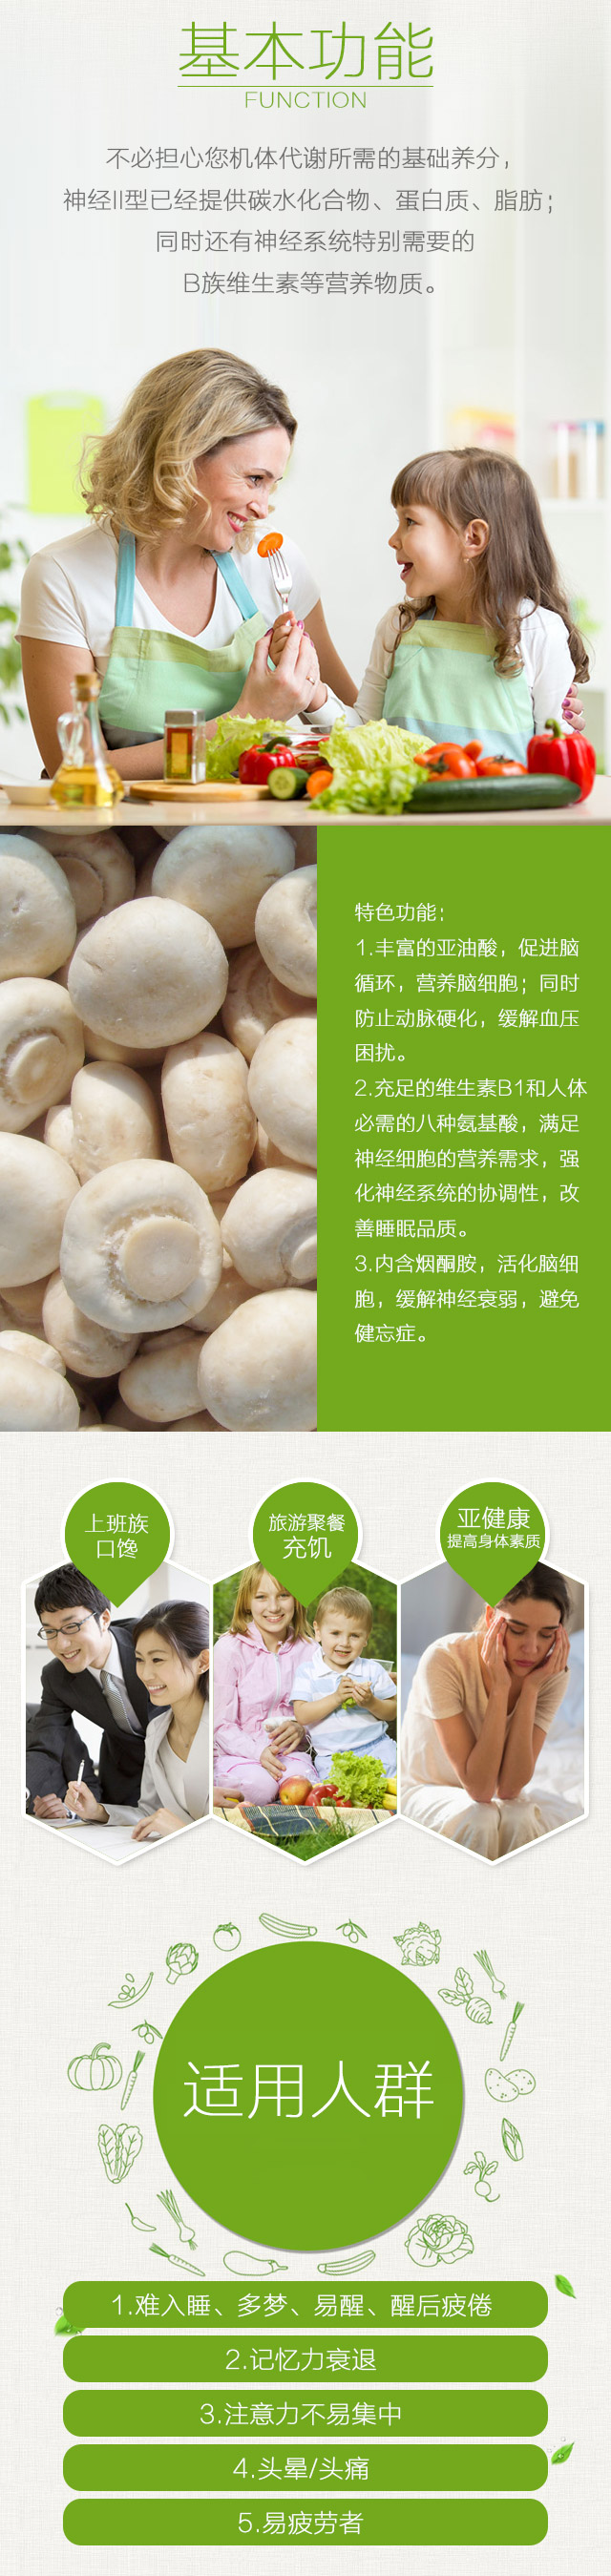 基本功能
FUNCTION
不必担心您机体代谢所需的基础养分，
神经II型已经提供碳水化合物、蛋白质、脂肪；
同时还有神经系统特别需要的
B族维生素等营养物质。
特色功能：
1.丰富的亚油酸，促进脑
循环，营养脑细胞；同时
防止动脉硬化，缓解血压
困扰。
2.充足的维生素B1和人体
必需的八种氨基酸，满足
神经细胞的营养需求，强
化神经系统的协调性，改
善睡眠品质。
3.内含烟酮胺，活化脑细
胞，缓解神经衰弱，避免
健忘症。
上班族
口馋
旅游聚餐
充饥
亚健康
提高身体素质
适用人群
1.难入睡、多梦、易醒、醒后疲倦
2.记忆力衰退
3.注意力不易集中
4.头晕/头痛
5.易疲劳者